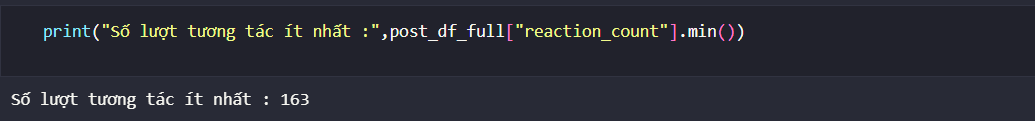 print("Số lượt tương tác ít nhất :",post_df_full["reaction_count"].min())
Số lượt tương tác ít nhất : 163